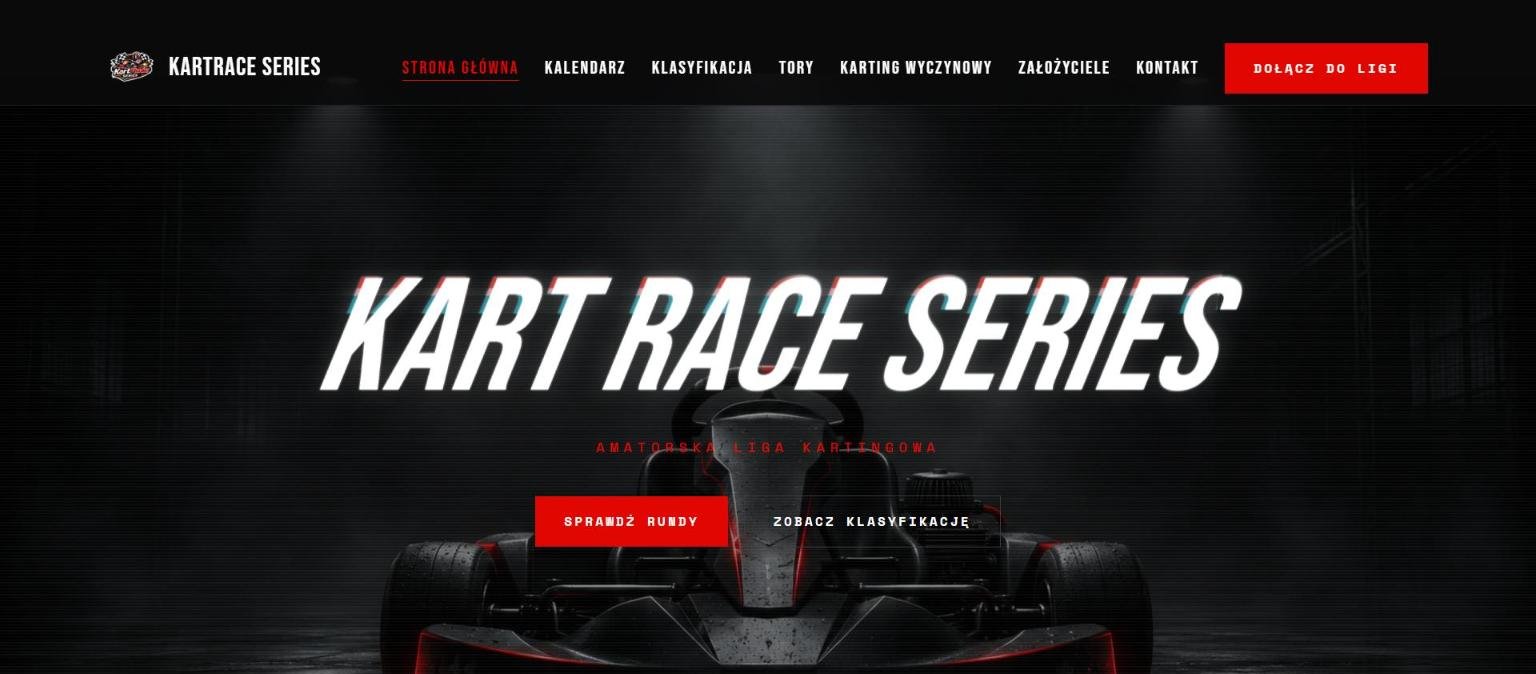 KARTRACE SERIES
STRONA GŁÓWNA
KALENDARZ
KLASYFIKACJA
TORY
KARTING WYCZYNOWY
ZAŁOŻYCIELE
KONTAKT
DOŁĄCZ DO LIGI
KART RACE SERIES
AMATORSKA LIGA KARTINGOWA
SPRAWDŹ RUNDY
ZOBACZ KLASYFIKACJĘ